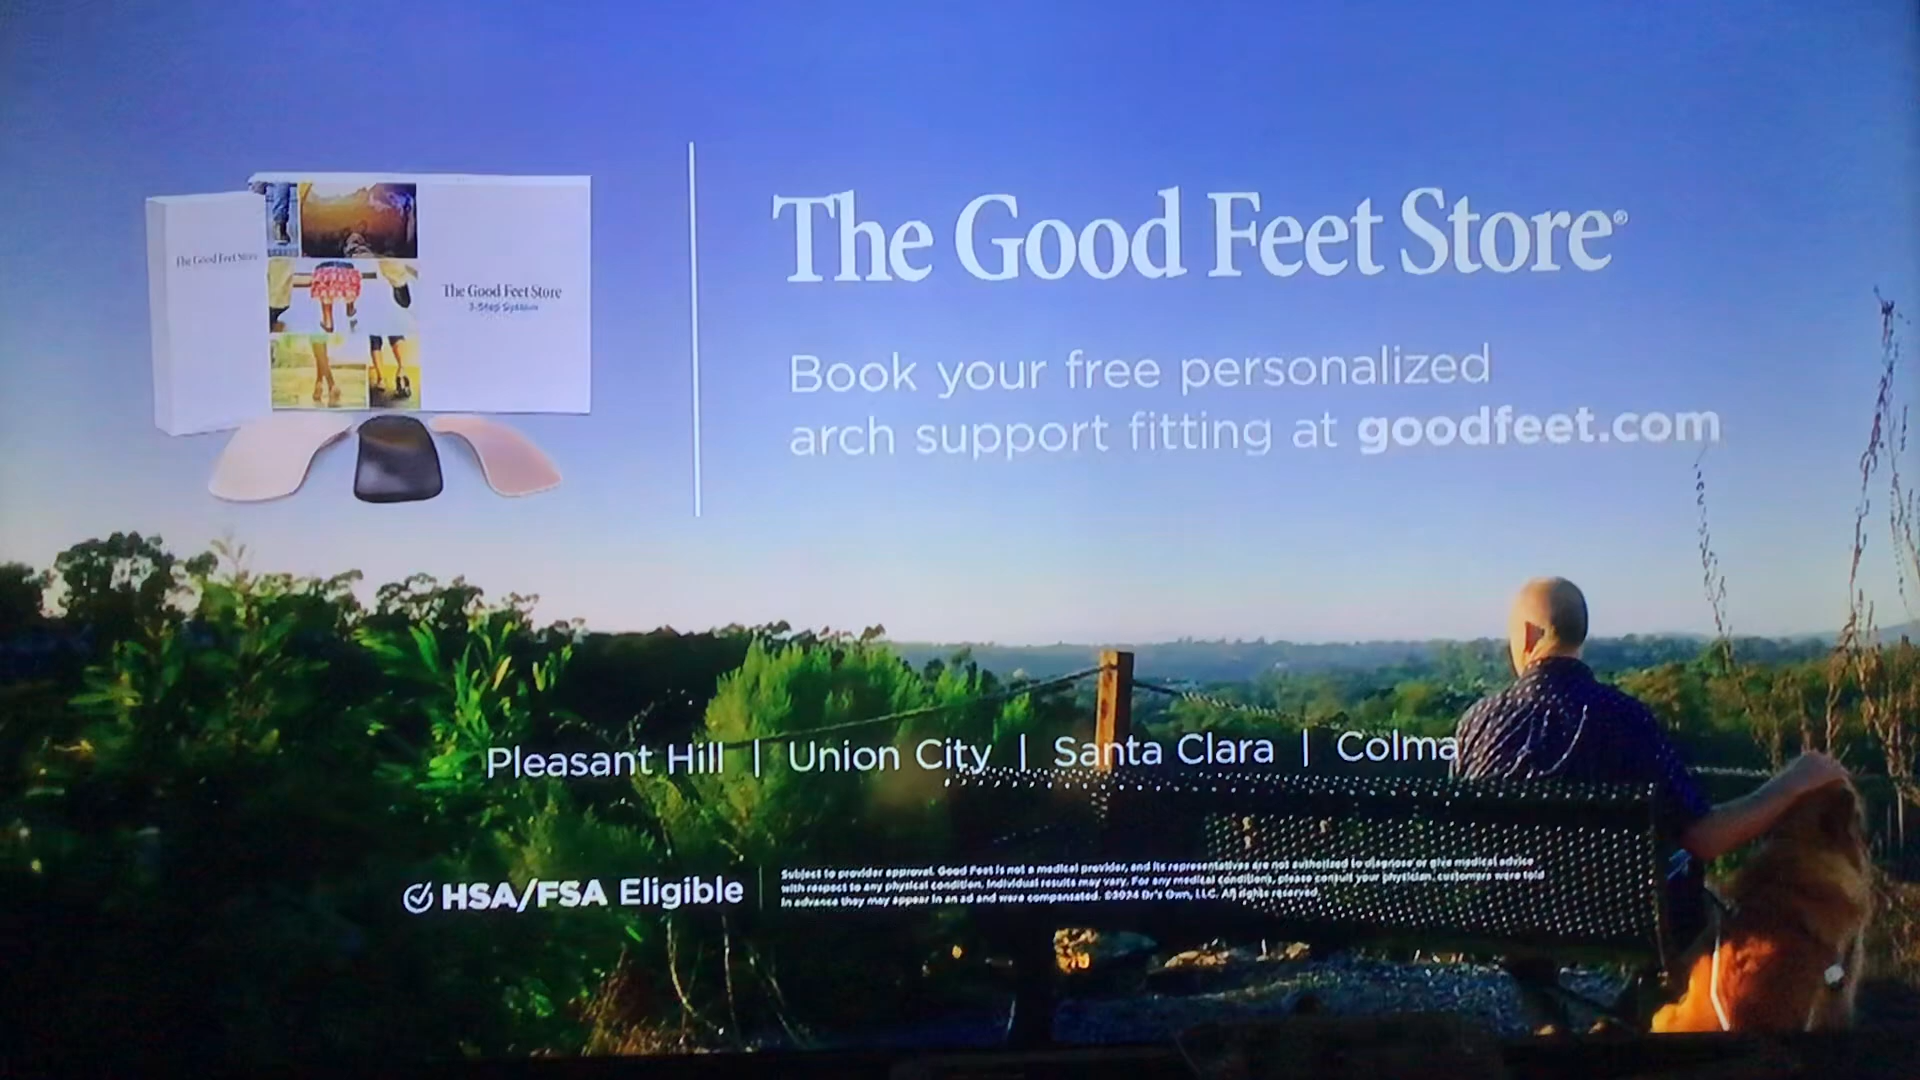 The Good Feet Store®
Book your free personalized
arch support fitting at goodfeet.com
The Good Feet Store
The Good Feet Store
3-Step System
Pleasant Hill | Union City | Santa Clara | Colma
HSA/FSA Eligible
Subject to provider approval. Good Feet is not a medical provider, and its representatives are not authorized to diagnose or give medical advice
with respect to any physical condition. Individual results may vary. For any medical conditions, please consult your physician, customers were told
in advance they may appear in an ad and were compensated. ©2024 Dr's Own, LLC. All rights reserved.